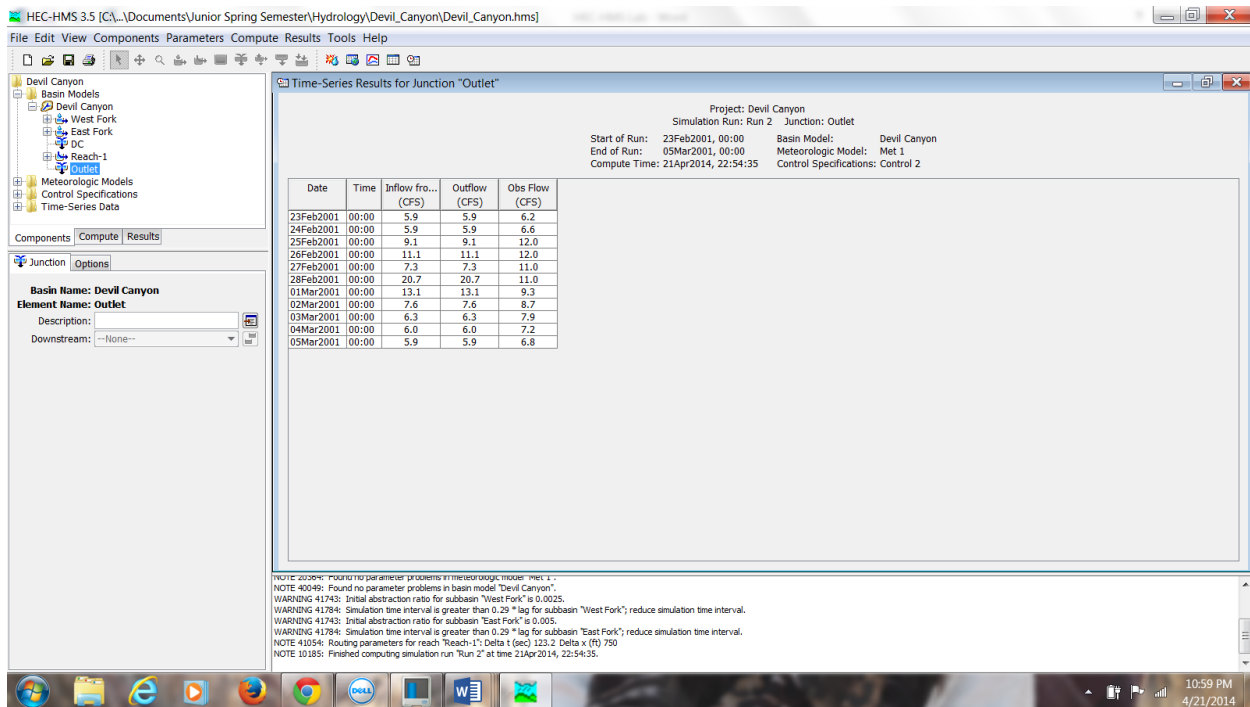 HEC-HMS 3.5 [C:\...\Documents\Junior Spring Semester\Hydrology\Devil_Canyon\Devil_Canyon.hms]
File Edit View Components Parameters Compute Results Tools Help
Devil Canyon
Basin Models
Devil Canyon
West Fork
East Fork
DC
Reach-1
Outlet
Meteorologic Models
Control Specifications
Time-Series Data
Components Compute Results
Junction Options
Basin Name: Devil Canyon
Element Name: Outlet
Description:
Downstream: --None--
Time-Series Results for Junction "Outlet"
Project: Devil Canyon
Simulation Run: Run 2 Junction: Outlet
Start of Run: 23Feb2001, 00:00 Basin Model: Devil Canyon
End of Run: 05Mar2001, 00:00 Meteorologic Model: Met 1
Compute Time: 21Apr2014, 22:54:35 Control Specifications: Control 2
Date Time Inflow fro... Outflow Obs Flow
(CFS) (CFS) (CFS)
23Feb2001 00:00 5.9 5.9 6.2
24Feb2001 00:00 5.9 5.9 6.6
25Feb2001 00:00 9.1 9.1 12.0
26Feb2001 00:00 11.1 11.1 12.0
27Feb2001 00:00 7.3 7.3 11.0
28Feb2001 00:00 20.7 20.7 11.0
01Mar2001 00:00 13.1 13.1 9.3
02Mar2001 00:00 7.6 7.6 8.7
03Mar2001 00:00 6.3 6.3 7.9
04Mar2001 00:00 6.0 6.0 7.2
05Mar2001 00:00 5.9 5.9 6.8
NOTE 20364: Found no parameter problems in meteorologic model "Met 1".
NOTE 40049: Found no parameter problems in basin model "Devil Canyon".
WARNING 41743: Initial abstraction ratio for subbasin "West Fork" is 0.0025.
WARNING 41784: Simulation time interval is greater than 0.29 * lag for subbasin "West Fork"; reduce simulation time interval.
WARNING 41743: Initial abstraction ratio for subbasin "East Fork" is 0.005.
WARNING 41784: Simulation time interval is greater than 0.29 * lag for subbasin "East Fork"; reduce simulation time interval.
NOTE 41054: Routing parameters for reach "Reach-1": Delta t (sec) 123.2 Delta x (ft) 750
NOTE 10185: Finished computing simulation run "Run 2" at time 21Apr2014, 22:54:35.
DELL
10:59 PM
4/21/2014